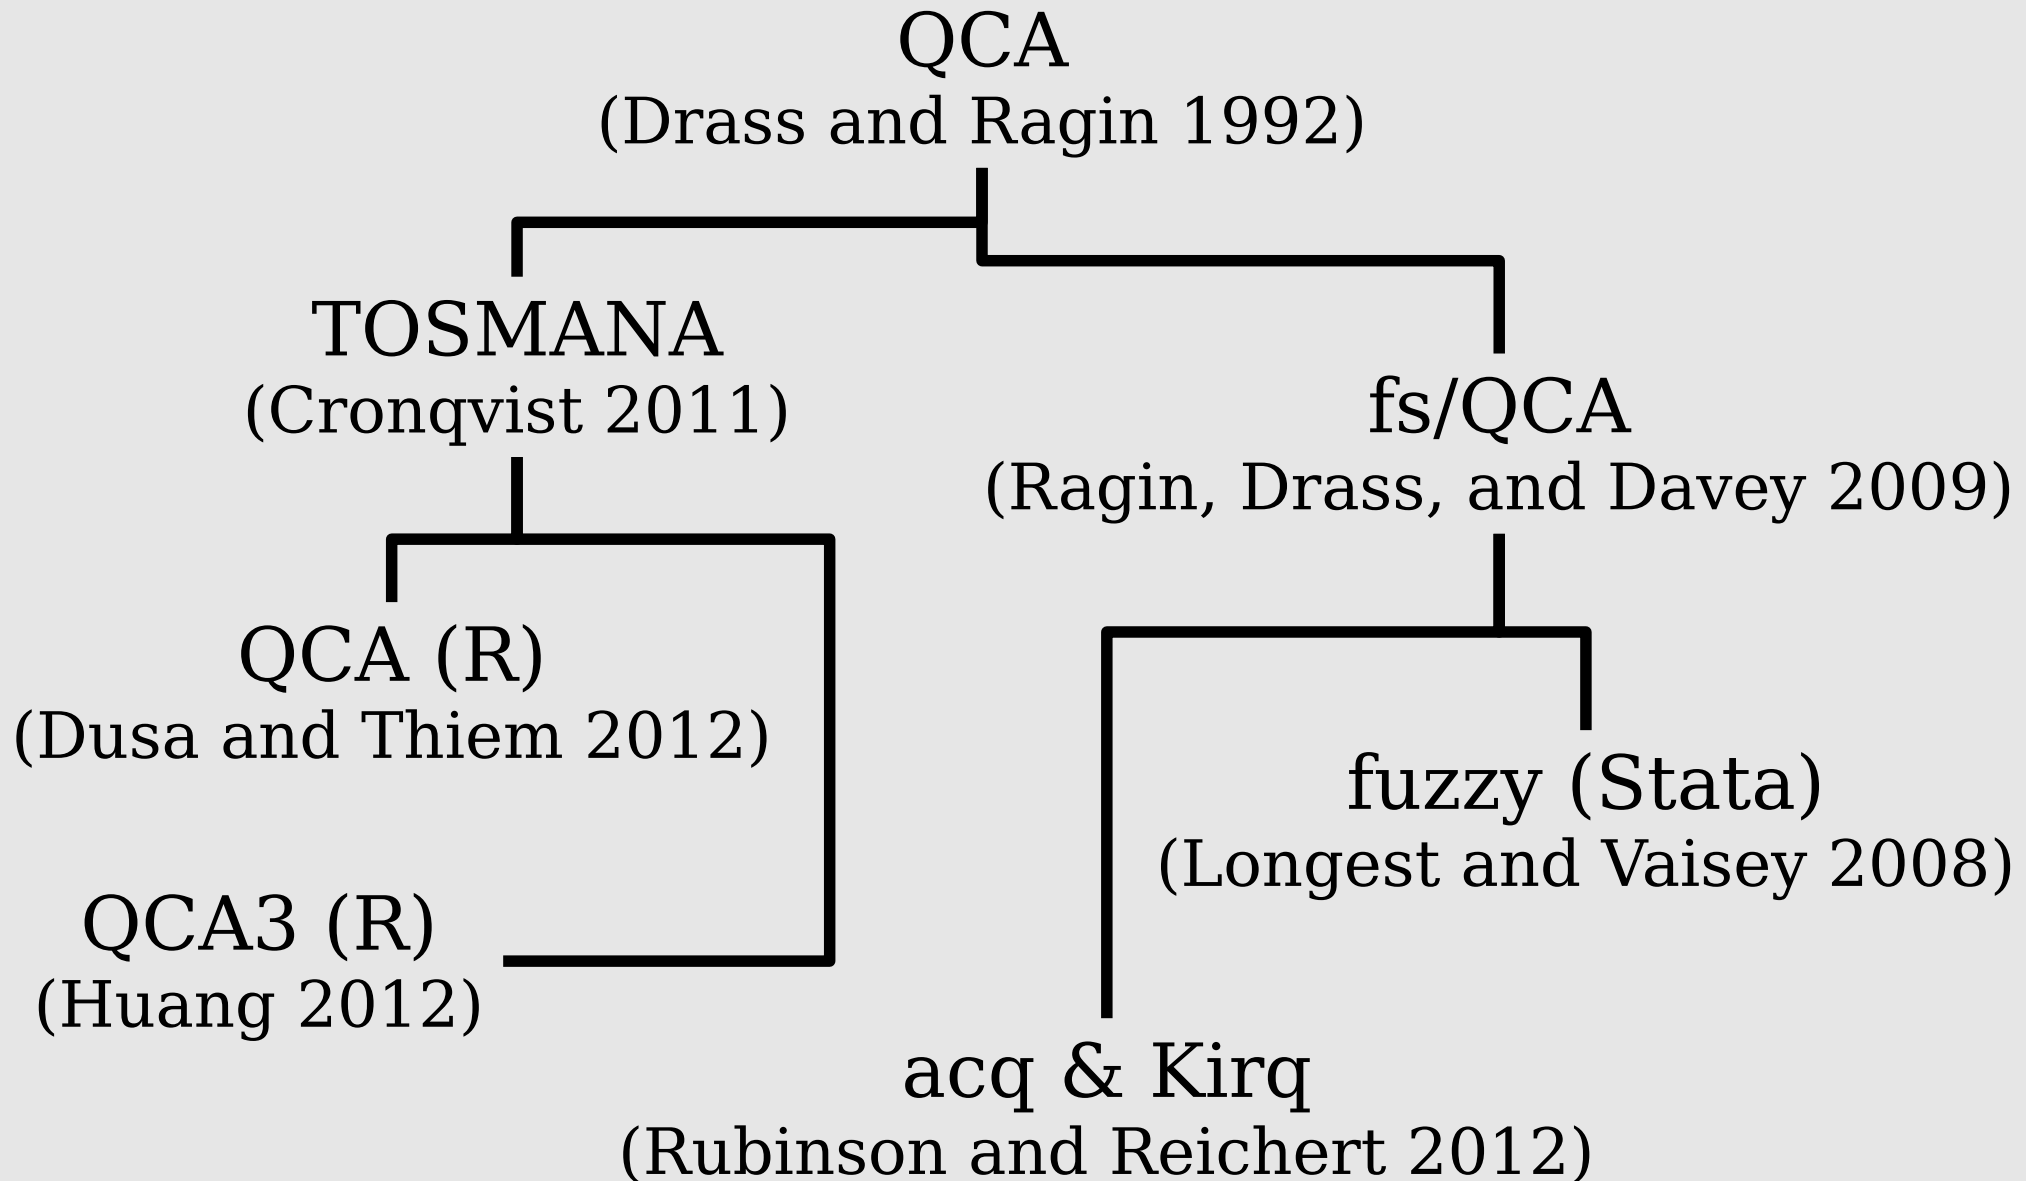 QCA
(Drass and Ragin 1992)
TOSMANA
(Cronqvist 2011)
fs/QCA
(Ragin, Drass, and Davey 2009)
QCA (R)
(Dusa and Thiem 2012)
fuzzy (Stata)
(Longest and Vaisey 2008)
QCA3 (R)
(Huang 2012)
acq & Kirq
(Rubinson and Reichert 2012)